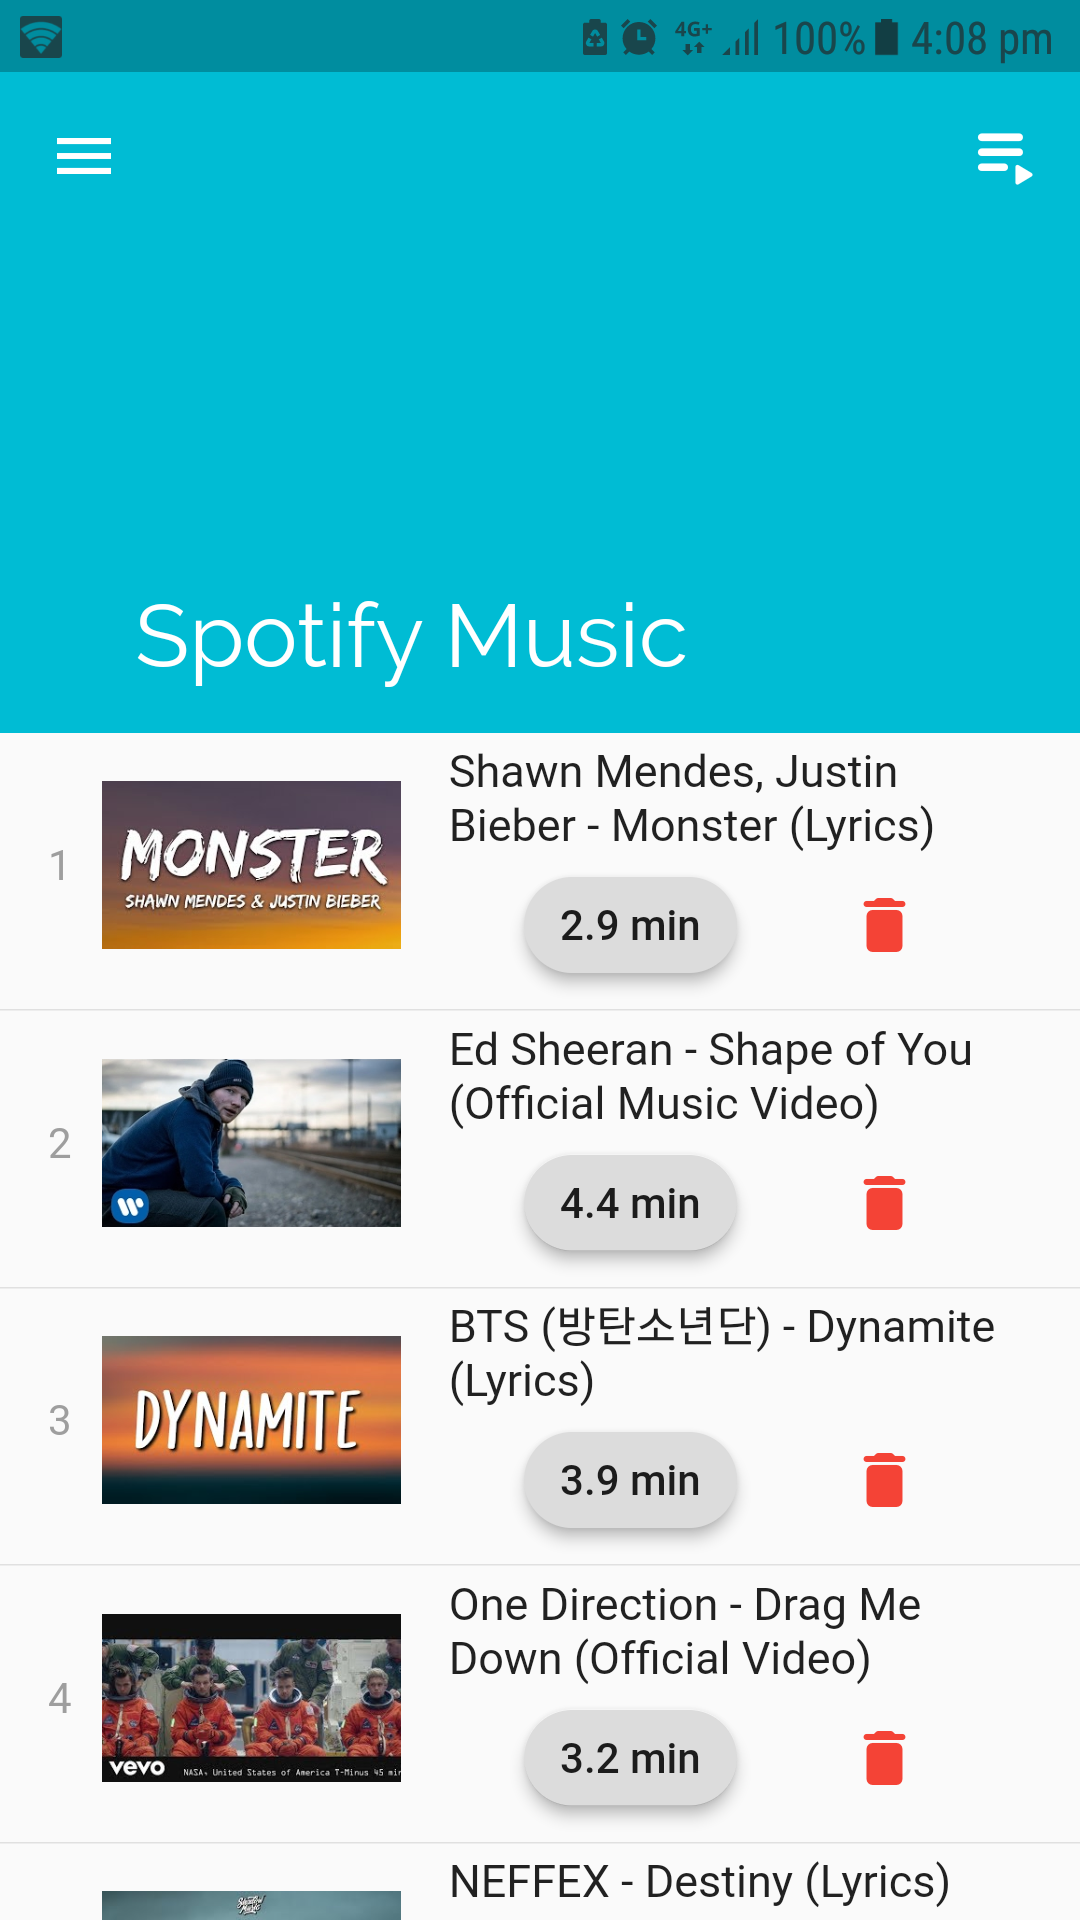 4G+ 100% 4:08 pm
Spotify Music
Shawn Mendes, Justin
Bieber - Monster (Lyrics)
1
MONSTER
SHAWN MENDES & JUSTIN BIEBER
2.9 min
Ed Sheeran - Shape of You
(Official Music Video)
2
4.4 min
BTS (방탄소년단) - Dynamite
(Lyrics)
3
DYNAMITE
3.9 min
One Direction - Drag Me
Down (Official Video)
4
vevo
NASA, United States of America T-Minus 45 min
3.2 min
NEFFEX - Destiny (Lyrics)